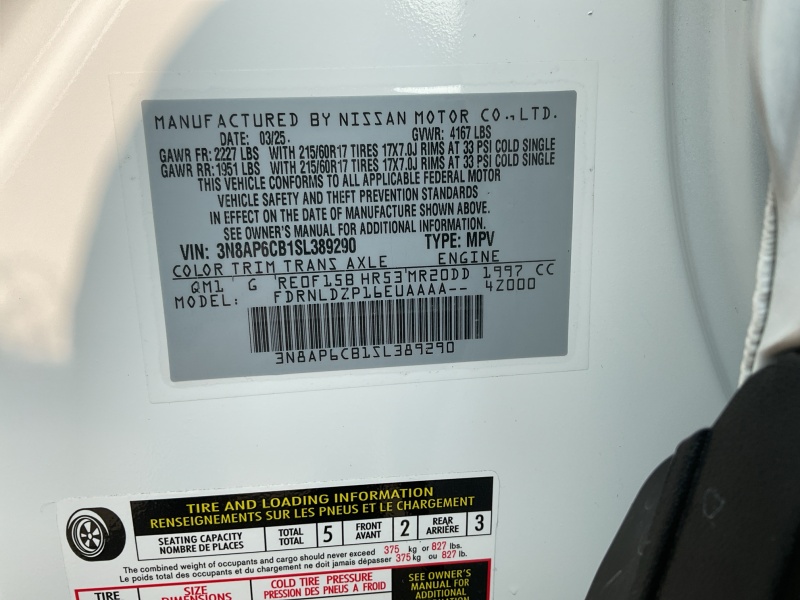 MANUFACTURED BY NISSAN MOTOR CO., LTD.
DATE: 03/25. GVWR: 4167 LBS
GAWR FR: 2227 LBS WITH 215/60R17 TIRES 17X7.0J RIMS AT 33 PSI COLD SINGLE
GAWR RR: 1951 LBS WITH 215/60R17 TIRES 17X7.0J RIMS AT 33 PSI COLD SINGLE
THIS VEHICLE CONFORMS TO ALL APPLICABLE FEDERAL MOTOR
VEHICLE SAFETY AND THEFT PREVENTION STANDARDS
IN EFFECT ON THE DATE OF MANUFACTURE SHOWN ABOVE.
SEE OWNER'S MANUAL FOR ADDITIONAL INFORMATION.
VIN: 3N8AP6CB1SL389290 TYPE: MPV
COLOR TRIM TRANS AXLE ENGINE
QM1 G RE0F15B HR53 MR20DD 1997 CC
MODEL: FDRNLDZP16EUAAAA-- 4Z000
3N8AP6CB1SL389290
TIRE AND LOADING INFORMATION
RENSEIGNEMENTS SUR LES PNEUS ET LE CHARGEMENT
SEATING CAPACITY TOTAL 5 FRONT 2 REAR 3
NOMBRE DE PLACES TOTAL AVANT ARRIÈRE
The combined weight of occupants and cargo should never exceed 375 kg or 827 lbs.
Le poids total des occupants et du chargement ne doit jamais dépasser 375 kg ou 827 lb.
TIRE SIZE COLD TIRE PRESSURE SEE OWNER'S
DIMENSIONS PRESSION DES PNEUS À FROID MANUAL FOR
ADDITIONAL